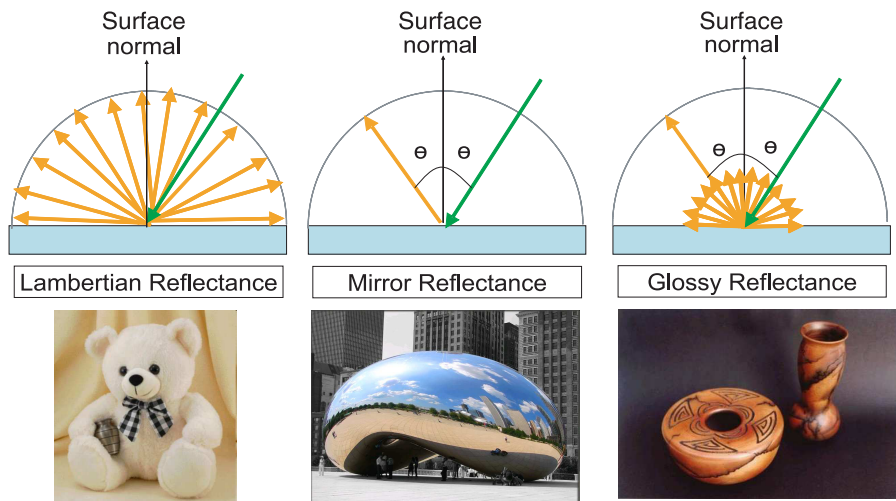 Surface
normal
Surface
normal
Surface
normal
ө
ө
ө
ө
Lambertian Reflectance
Mirror Reflectance
Glossy Reflectance